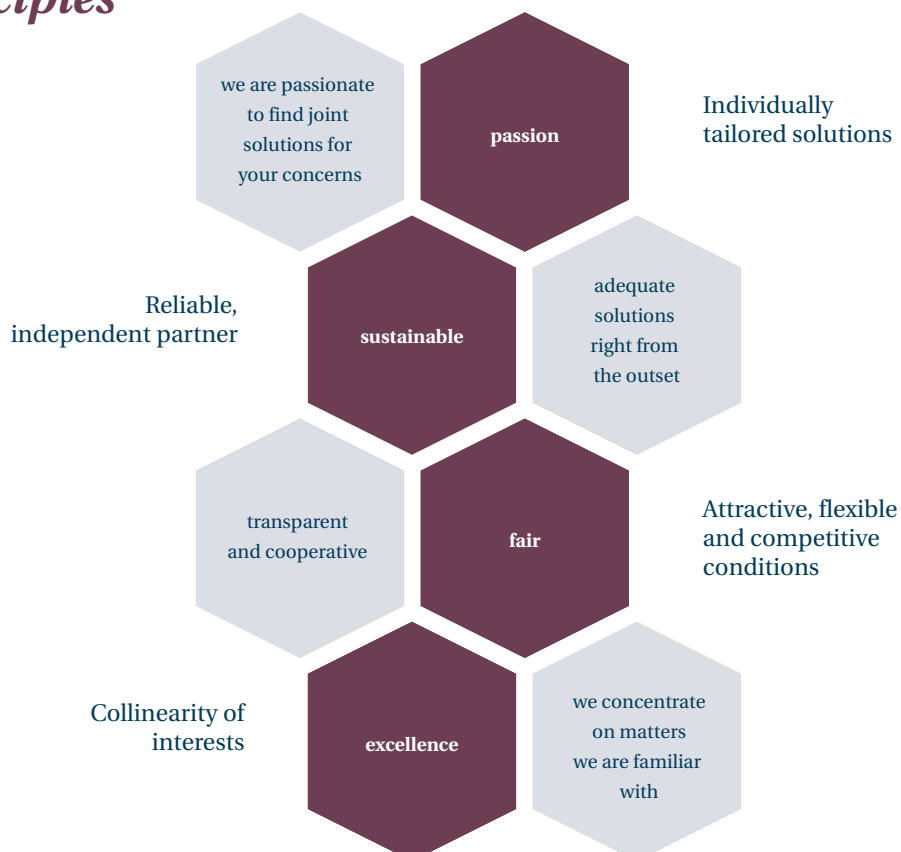 we are passionate
to find joint
solutions for
your concerns
passion
Individually
tailored solutions
Reliable,
independent partner
sustainable
adequate
solutions
right from
the outset
transparent
and cooperative
fair
Attractive, flexible
and competitive
conditions
Collinearity of
interests
excellence
we concentrate
on matters
we are familiar
with